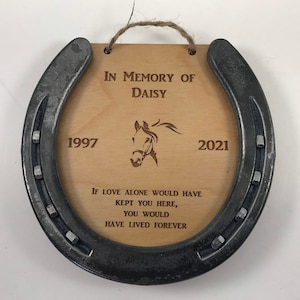 In Memory of
Daisy
1997 2021
If love alone would have
kept you here,
you would
have lived forever